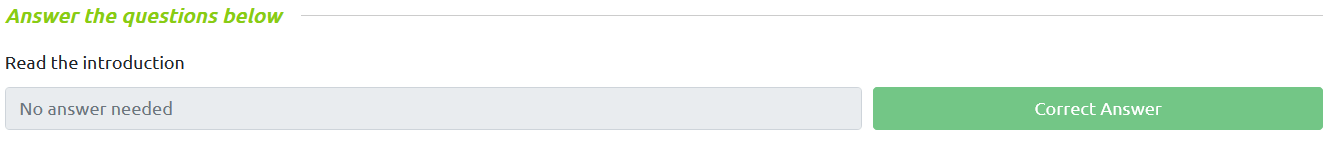 Answer the questions below
Read the introduction
No answer needed
Correct Answer